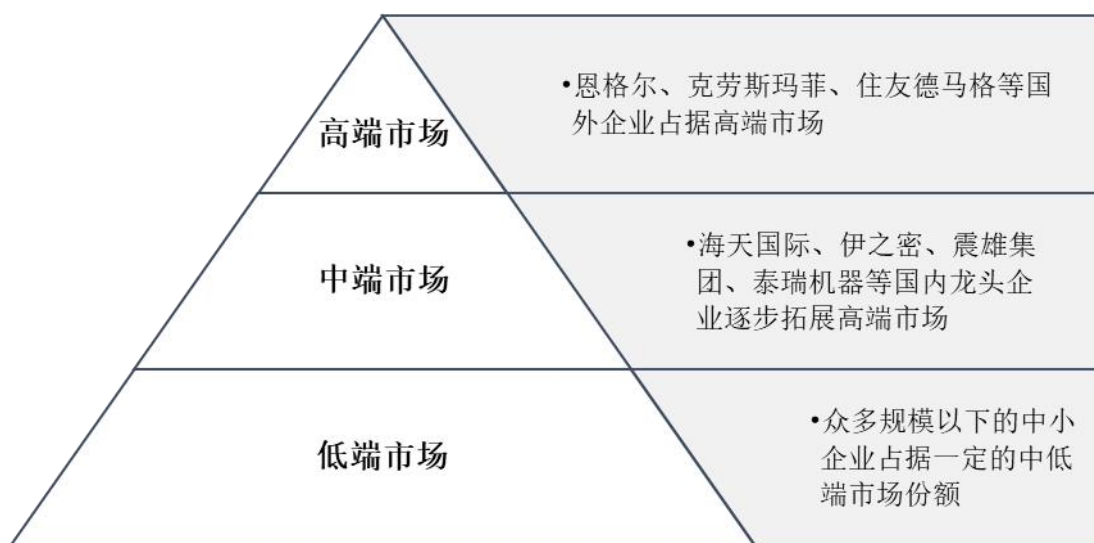 高端市场
•恩格尔、克劳斯玛菲、住友德马格等国
外企业占据高端市场
中端市场
•海天国际、伊之密、震雄集
团、泰瑞机器等国内龙头企
业逐步拓展高端市场
低端市场
•众多规模以下的中小
企业占据一定的中低
端市场份额